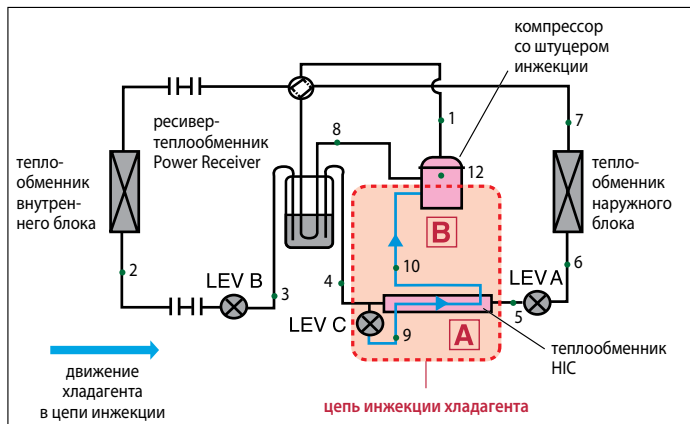 компрессор
со штуцером
инжекции
ресивер-
теплообменник
Power Receiver
8
1
7
12
тепло-
обменник
внутрен-
него блока
тепло-
обменник
наружного
блока
B
2
LEV B
3
4
10
LEV A
6
5
LEV C
9
A
теплообменник
HIC
движение
хладагента
в цепи инжекции
цепь инжекции хладагента